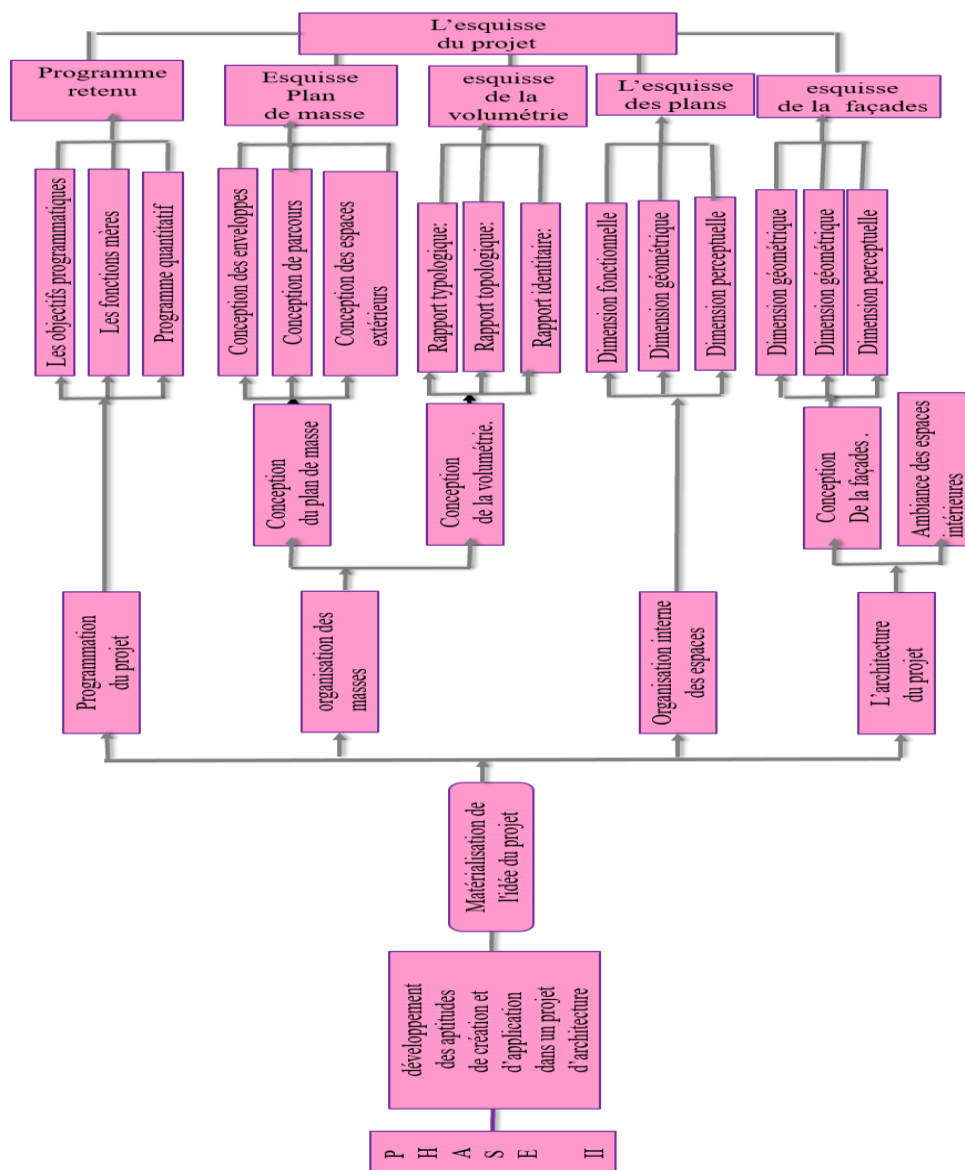 L'esquisse
du projet
Programme
retenu
Esquisse
Plan
de masse
esquisse
de la
volumétrie
L'esquisse
des plans
esquisse
de la façades
Les objectifs programmatiques
Les fonctions mères
Programme quantitatif
Conception des enveloppes
Conception de parcours
Conception des espaces
extérieurs
Rapport typologique:
Rapport topologique:
Rapport identitaire:
Dimension fonctionnelle
Dimension géométrique
Dimension perceptuelle
Dimension géométrique
Dimension géométrique
Dimension perceptuelle
Conception
du plan de masse
Conception
de la volumétrie.
Conception
De la façades .
Ambiance des espaces
intérieures
Programmation
du projet
organisation des
masses
Organisation interne
des espaces
L'architecture
du projet
Matérialisation de
l'idée du projet
développement
des aptitudes
de création et
d'application
dans un projet
d'architecture
P
H
A
S
E
II